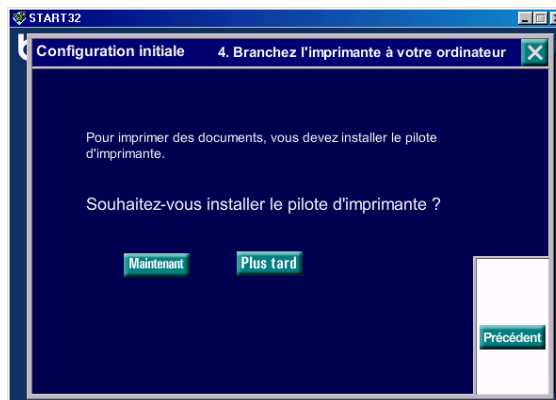 START32
Configuration initiale 4. Branchez l'imprimante à votre ordinateur
Pour imprimer des documents, vous devez installer le pilote
d'imprimante.
Souhaitez-vous installer le pilote d'imprimante ?
Maintenant Plus tard
Précédent